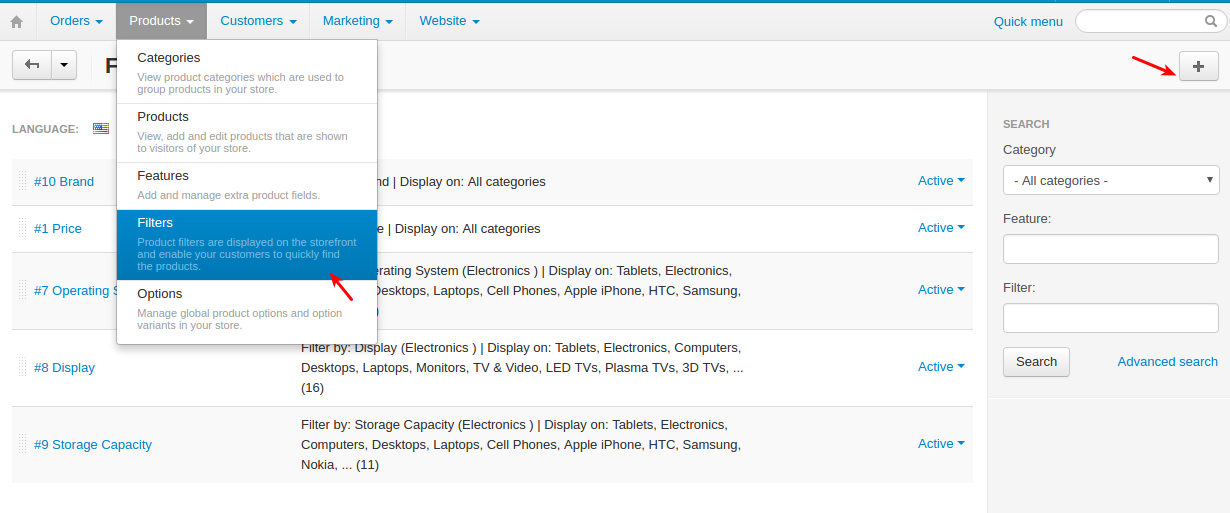 Orders Products Customers Marketing Website Quick menu
F
Categories
View product categories which are used to
group products in your store.
Products
View, add and edit products that are shown
to visitors of your store.
Features
Add and manage extra product fields.
Filters
Product filters are displayed on the storefront
and enable your customers to quickly find
the products.
Options
Manage global product options and option
variants in your store.
LANGUAGE:
#10 Brand
nd | Display on: All categories
Active
#1 Price
e | Display on: All categories
Active
#7 Operating S
rating System (Electronics ) | Display on: Tablets, Electronics,
Desktops, Laptops, Cell Phones, Apple iPhone, HTC, Samsung,
)
Active
#8 Display
Filter by: Display (Electronics ) | Display on: Tablets, Electronics, Computers,
Desktops, Laptops, Monitors, TV & Video, LED TVs, Plasma TVs, 3D TVs, ...
(16)
Active
#9 Storage Capacity
Filter by: Storage Capacity (Electronics ) | Display on: Tablets, Electronics,
Computers, Desktops, Laptops, Cell Phones, Apple iPhone, HTC, Samsung,
Nokia, ... (11)
Active
SEARCH
Category
- All categories -
Feature:
Filter:
Search Advanced search